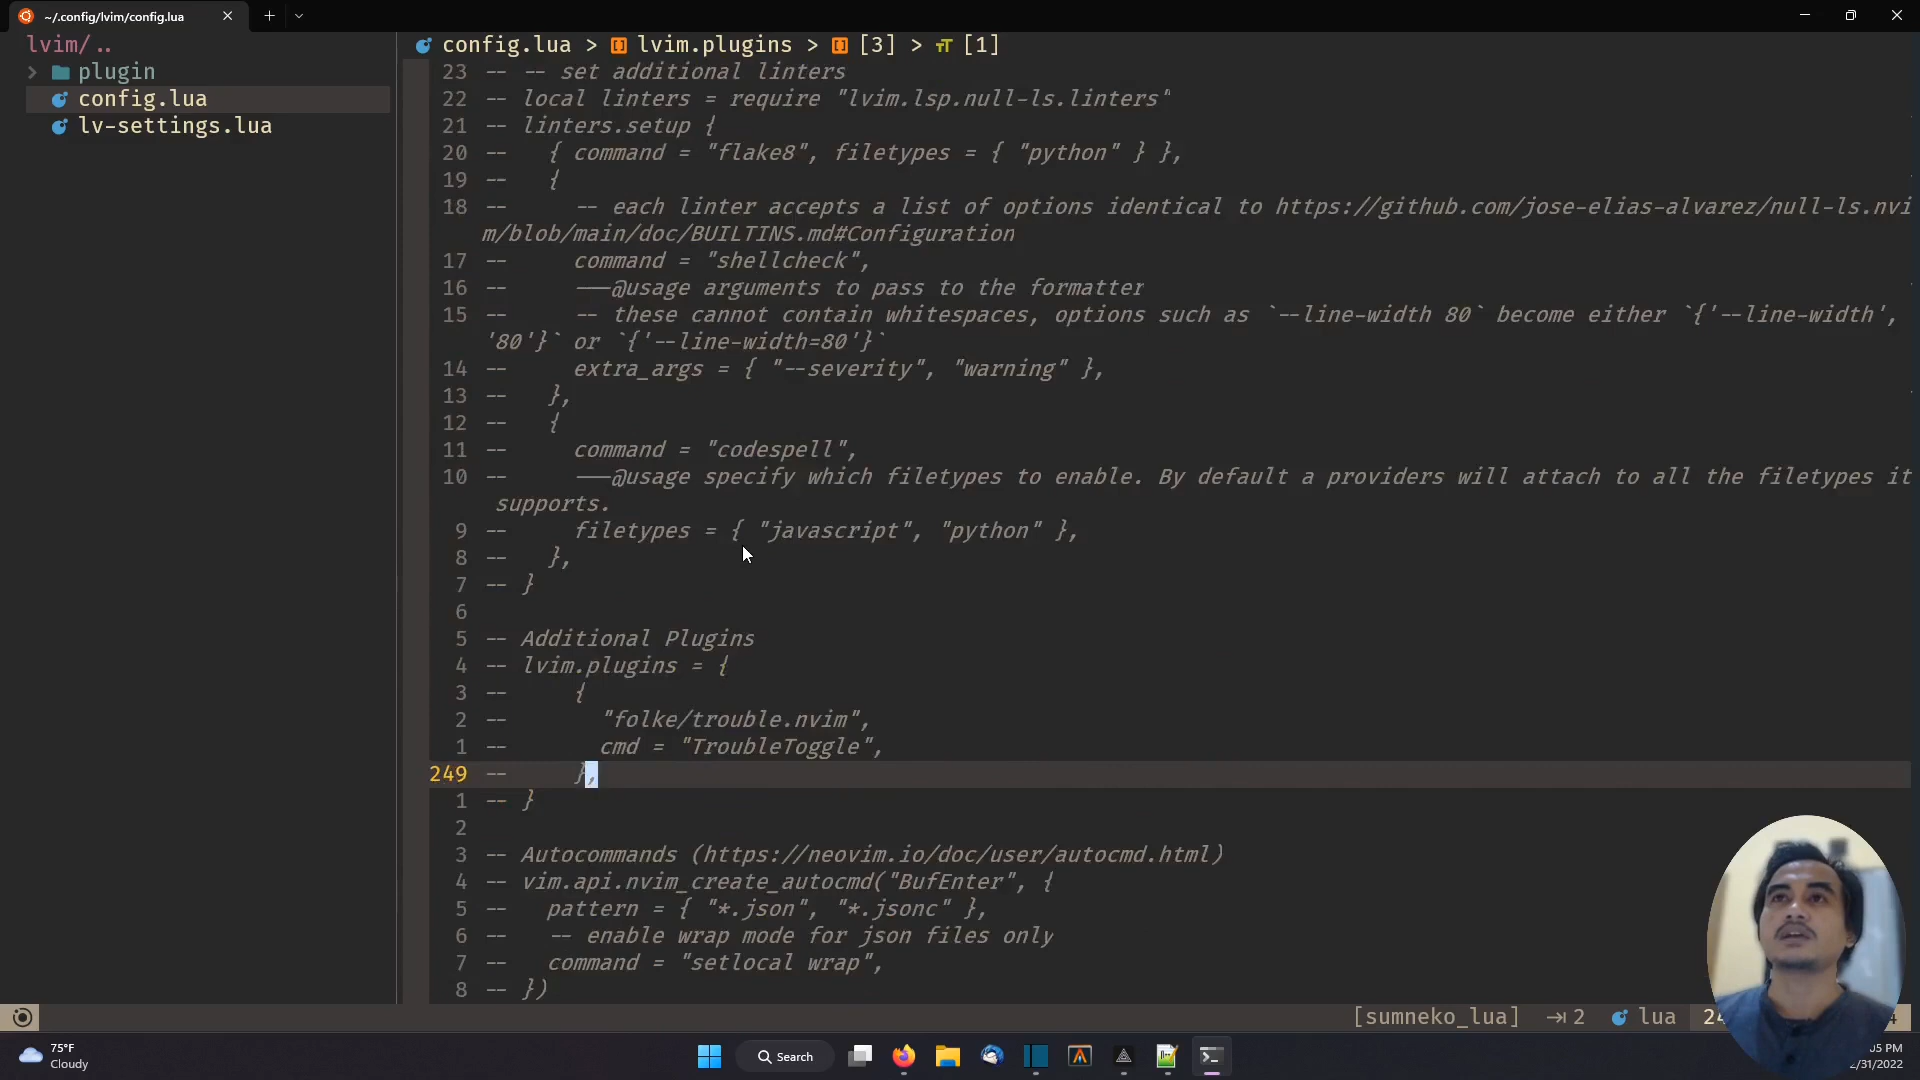 ~/.config/lvim/config.lua
lvim/..
plugin
config.lua
lv-settings.lua
config.lua > lvim.plugins > [3] > [1]
23 -- -- set additional linters
22 -- local linters = require "lvim.lsp.null-ls.linters"
21 -- linters.setup {
20 --   { command = "flake8", filetypes = { "python" } },
19 --   {
18 --     -- each linter accepts a list of options identical to https://github.com/jose-elias-alvarez/null-ls.nvi
m/blob/main/doc/BUILTINS.md#Configuration
17 --     command = "shellcheck",
16 --     ---@usage arguments to pass to the formatter
15 --     -- these cannot contain whitespaces, options such as `--line-width 80` become either `{'--line-width',
'80'}` or `{'--line-width=80'}`
14 --     extra_args = { "--severity", "warning" },
13 --   },
12 --   {
11 --     command = "codespell",
10 --     ---@usage specify which filetypes to enable. By default a providers will attach to all the filetypes it
supports.
9 --     filetypes = { "javascript", "python" },
8 --   },
7 -- }
6
5 -- Additional Plugins
4 -- lvim.plugins = {
3 --     {
2 --       "folke/trouble.nvim",
1 --       cmd = "TroubleToggle",
249 --     },
1 -- }
2
3 -- Autocommands (https://neovim.io/doc/user/autocmd.html)
4 -- vim.api.nvim_create_autocmd("BufEnter", {
5 --   pattern = { "*.json", "*.jsonc" },
6 --   -- enable wrap mode for json files only
7 --   command = "setlocal wrap",
8 -- })
[sumneko_lua] 2 lua
75°F
Cloudy
Search
05 PM
/31/2022